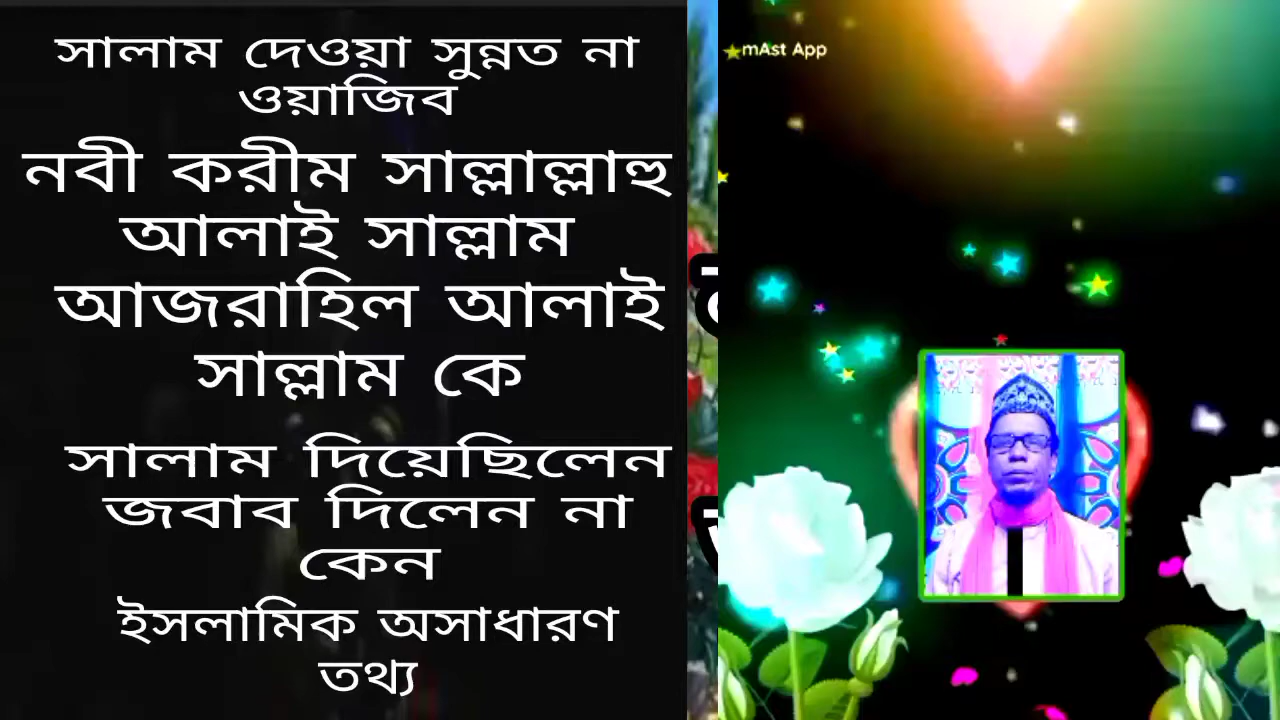 সালাম দেওয়া সুন্নত না
ওয়াজিব
নবী করীম সাল্লাল্লাহু
আলাই সাল্লাম
আজরাহিল আলাই
সাল্লাম কে
সালাম দিয়েছিলেন
জবাব দিলেন না
কেন
ইসলামিক অসাধারণ
তথ্য
mAst App